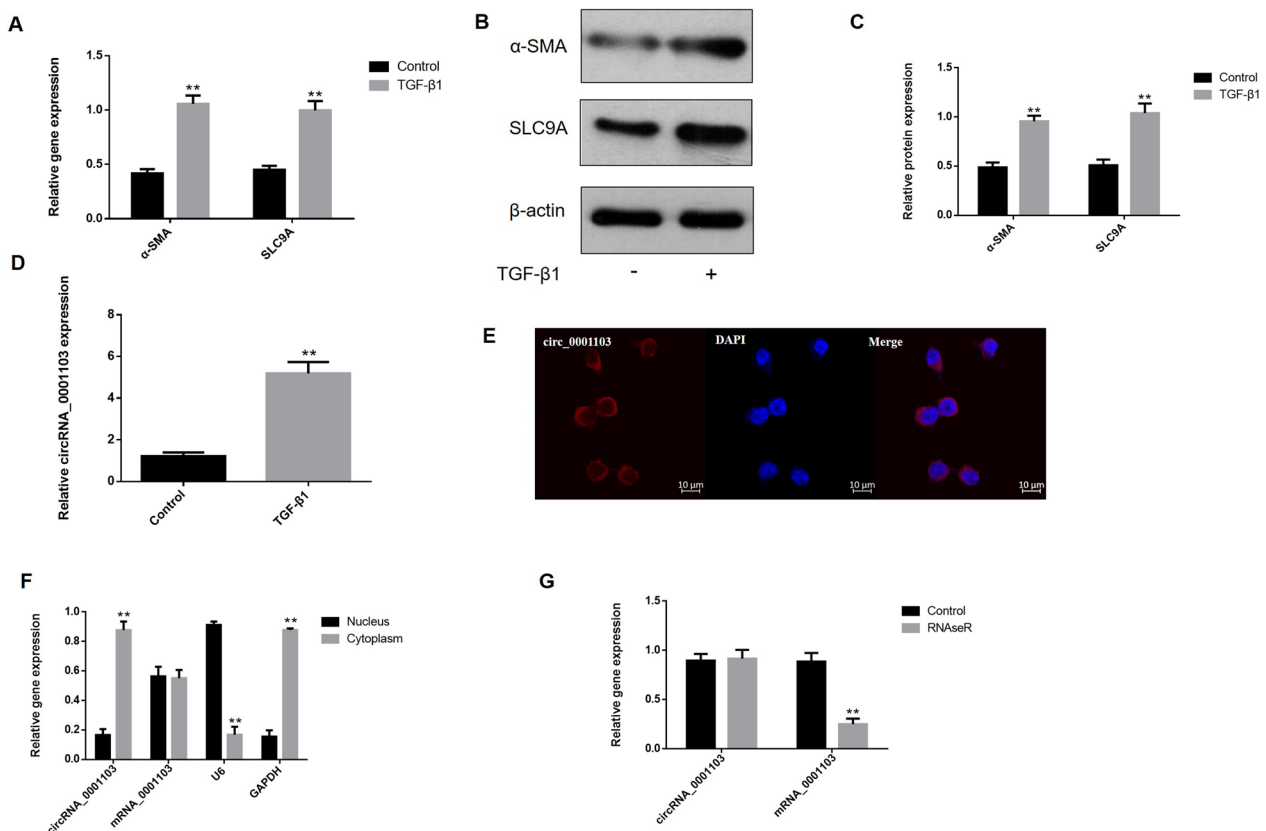 A
Relative gene expression
1.5
1.0
0.5
0.0
**
**
α-SMA
SLC9A
Control
TGF-β1
B
α-SMA
SLC9A
β-actin
TGF-β1
-
+
C
Relative protein expression
1.5
1.0
0.5
0.0
**
**
α-SMA
SLC9A
Control
TGF-β1
D
Relative circRNA_0001103 expression
8
6
4
2
0
**
Control
TGF-β1
E
circ_0001103
DAPI
Merge
10 μm
10 μm
10 μm
F
Relative gene expression
1.0
0.8
0.6
0.4
0.2
0.0
**
**
**
circRNA_0001103
mRNA_0001103
U6
GAPDH
Nucleus
Cytoplasm
G
Relative gene expression
1.5
1.0
0.5
0.0
**
circRNA_0001103
mRNA_0001103
Control
RNAseR